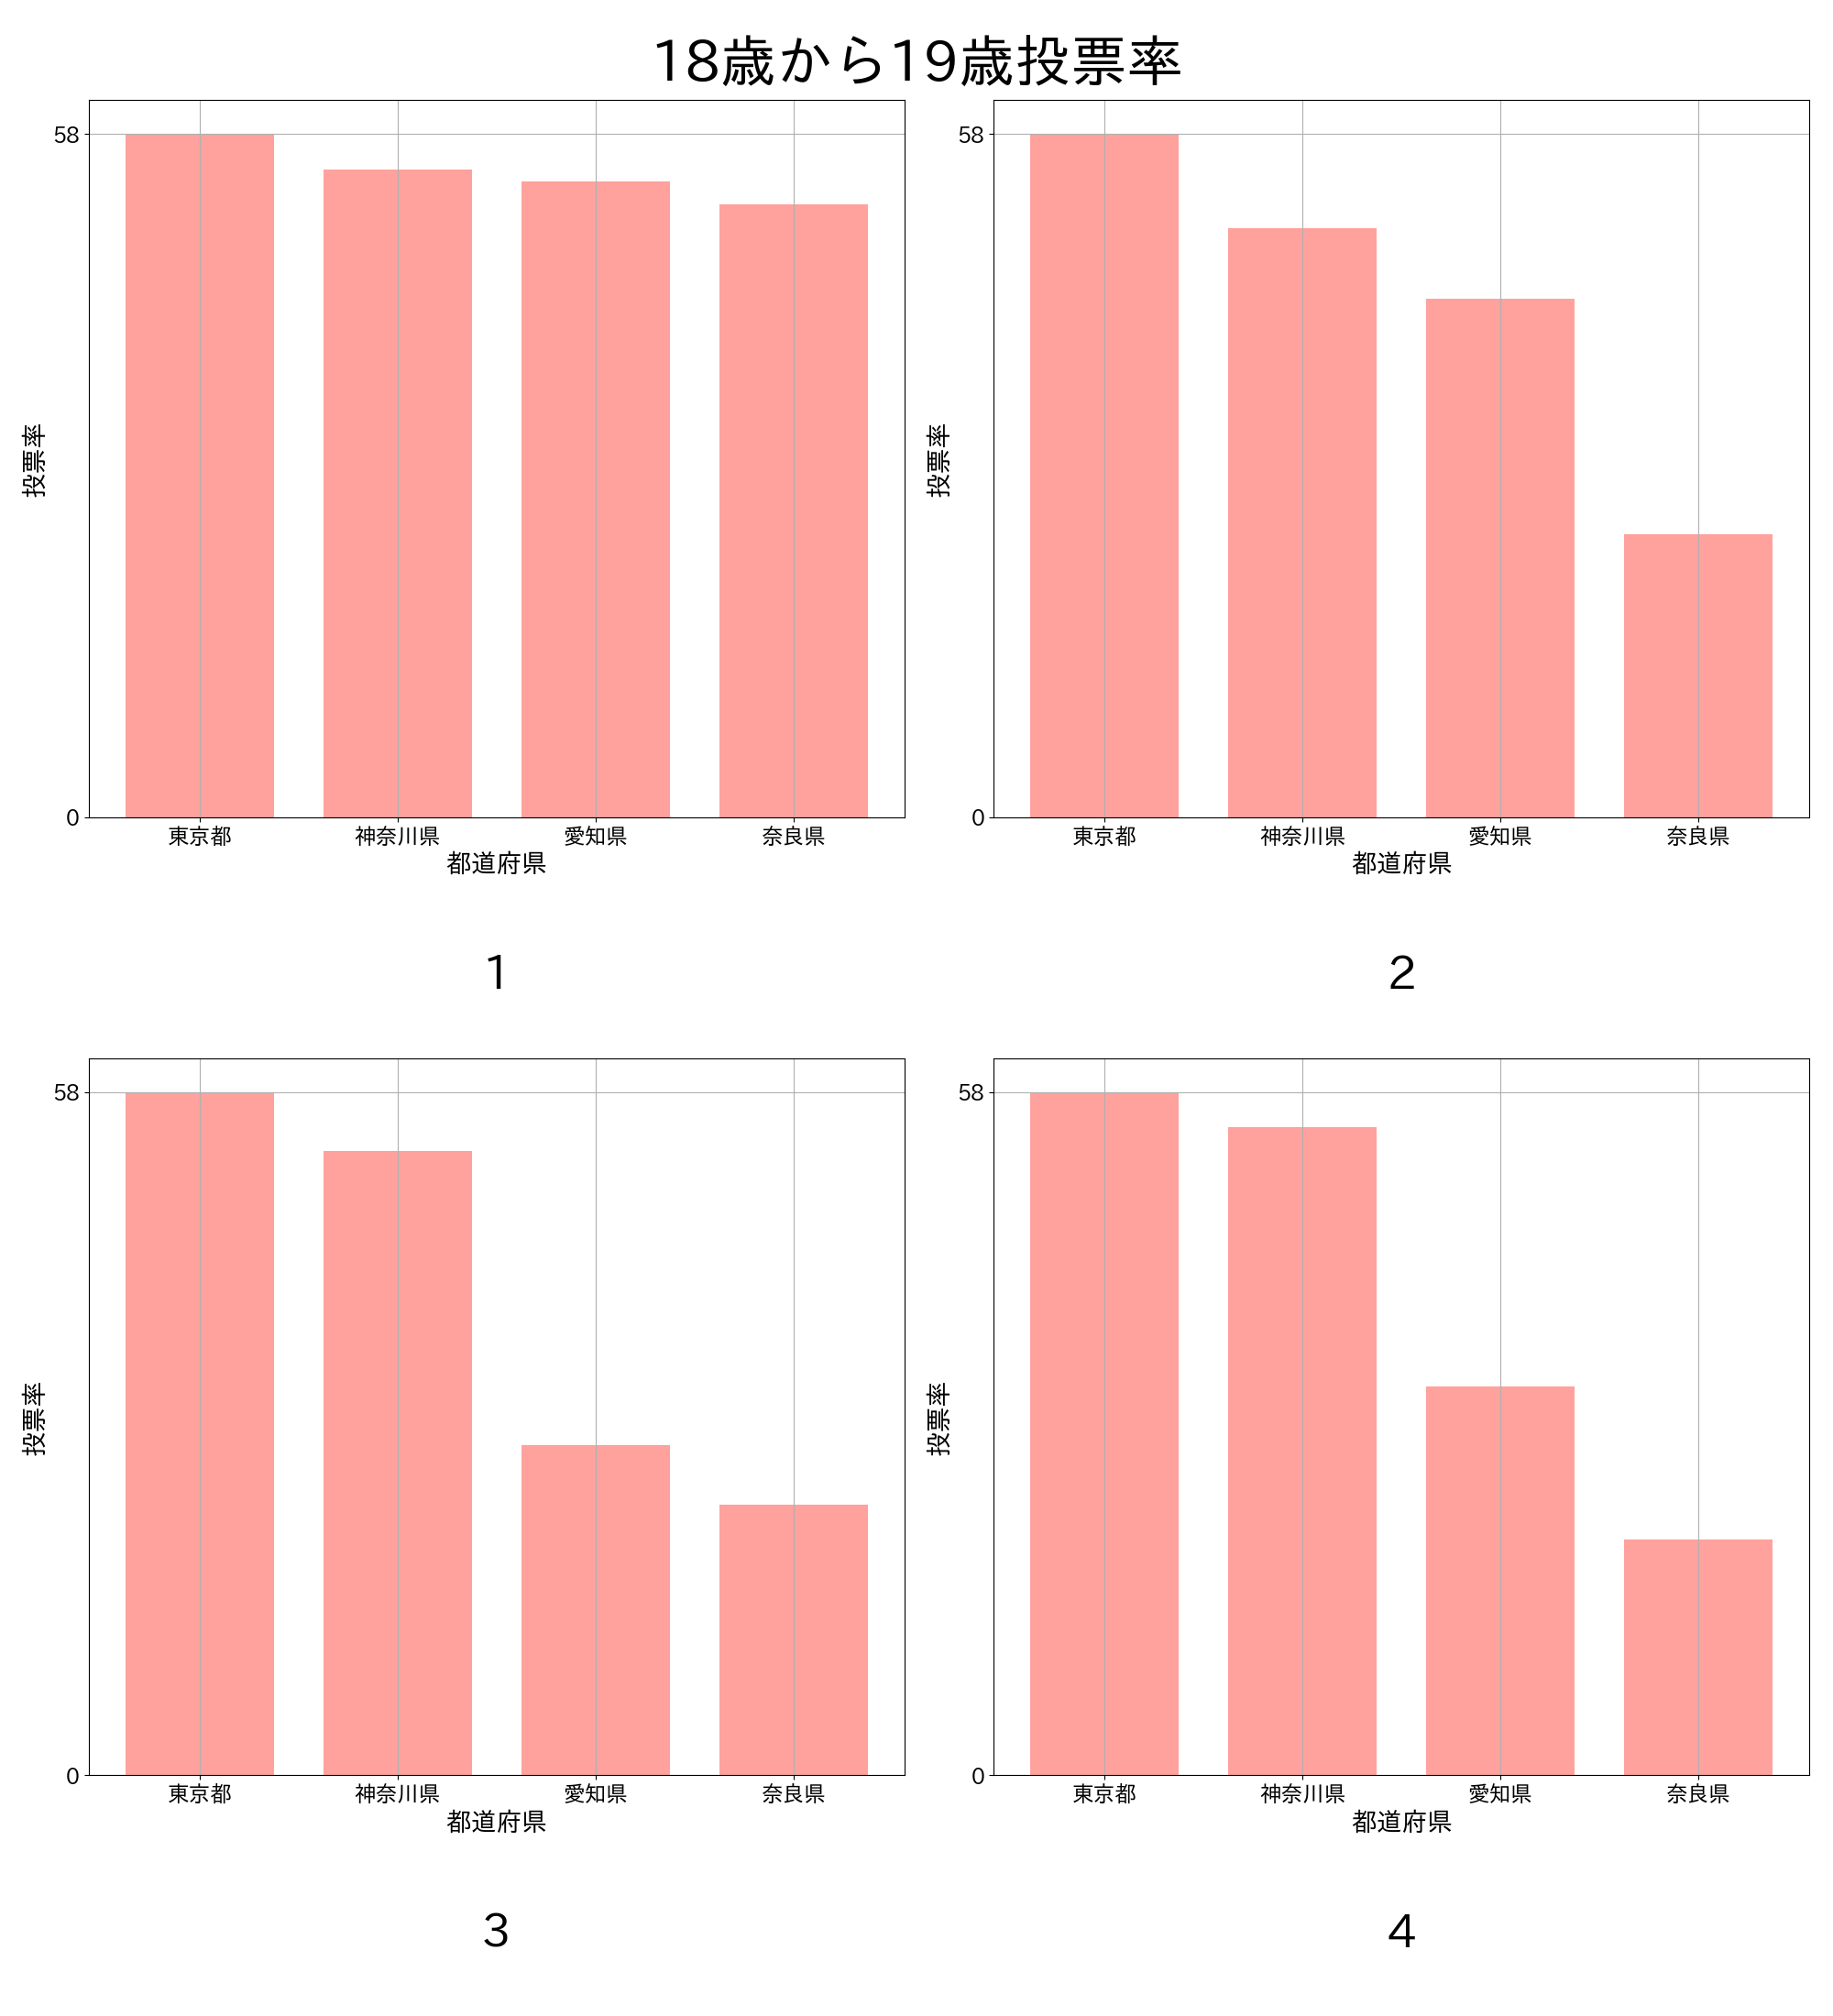 18歳から19歳投票率
58
0
投票率
東京都 神奈川県 愛知県 奈良県
都道府県
1
58
0
投票率
東京都 神奈川県 愛知県 奈良県
都道府県
2
58
0
投票率
東京都 神奈川県 愛知県 奈良県
都道府県
3
58
0
投票率
東京都 神奈川県 愛知県 奈良県
都道府県
4